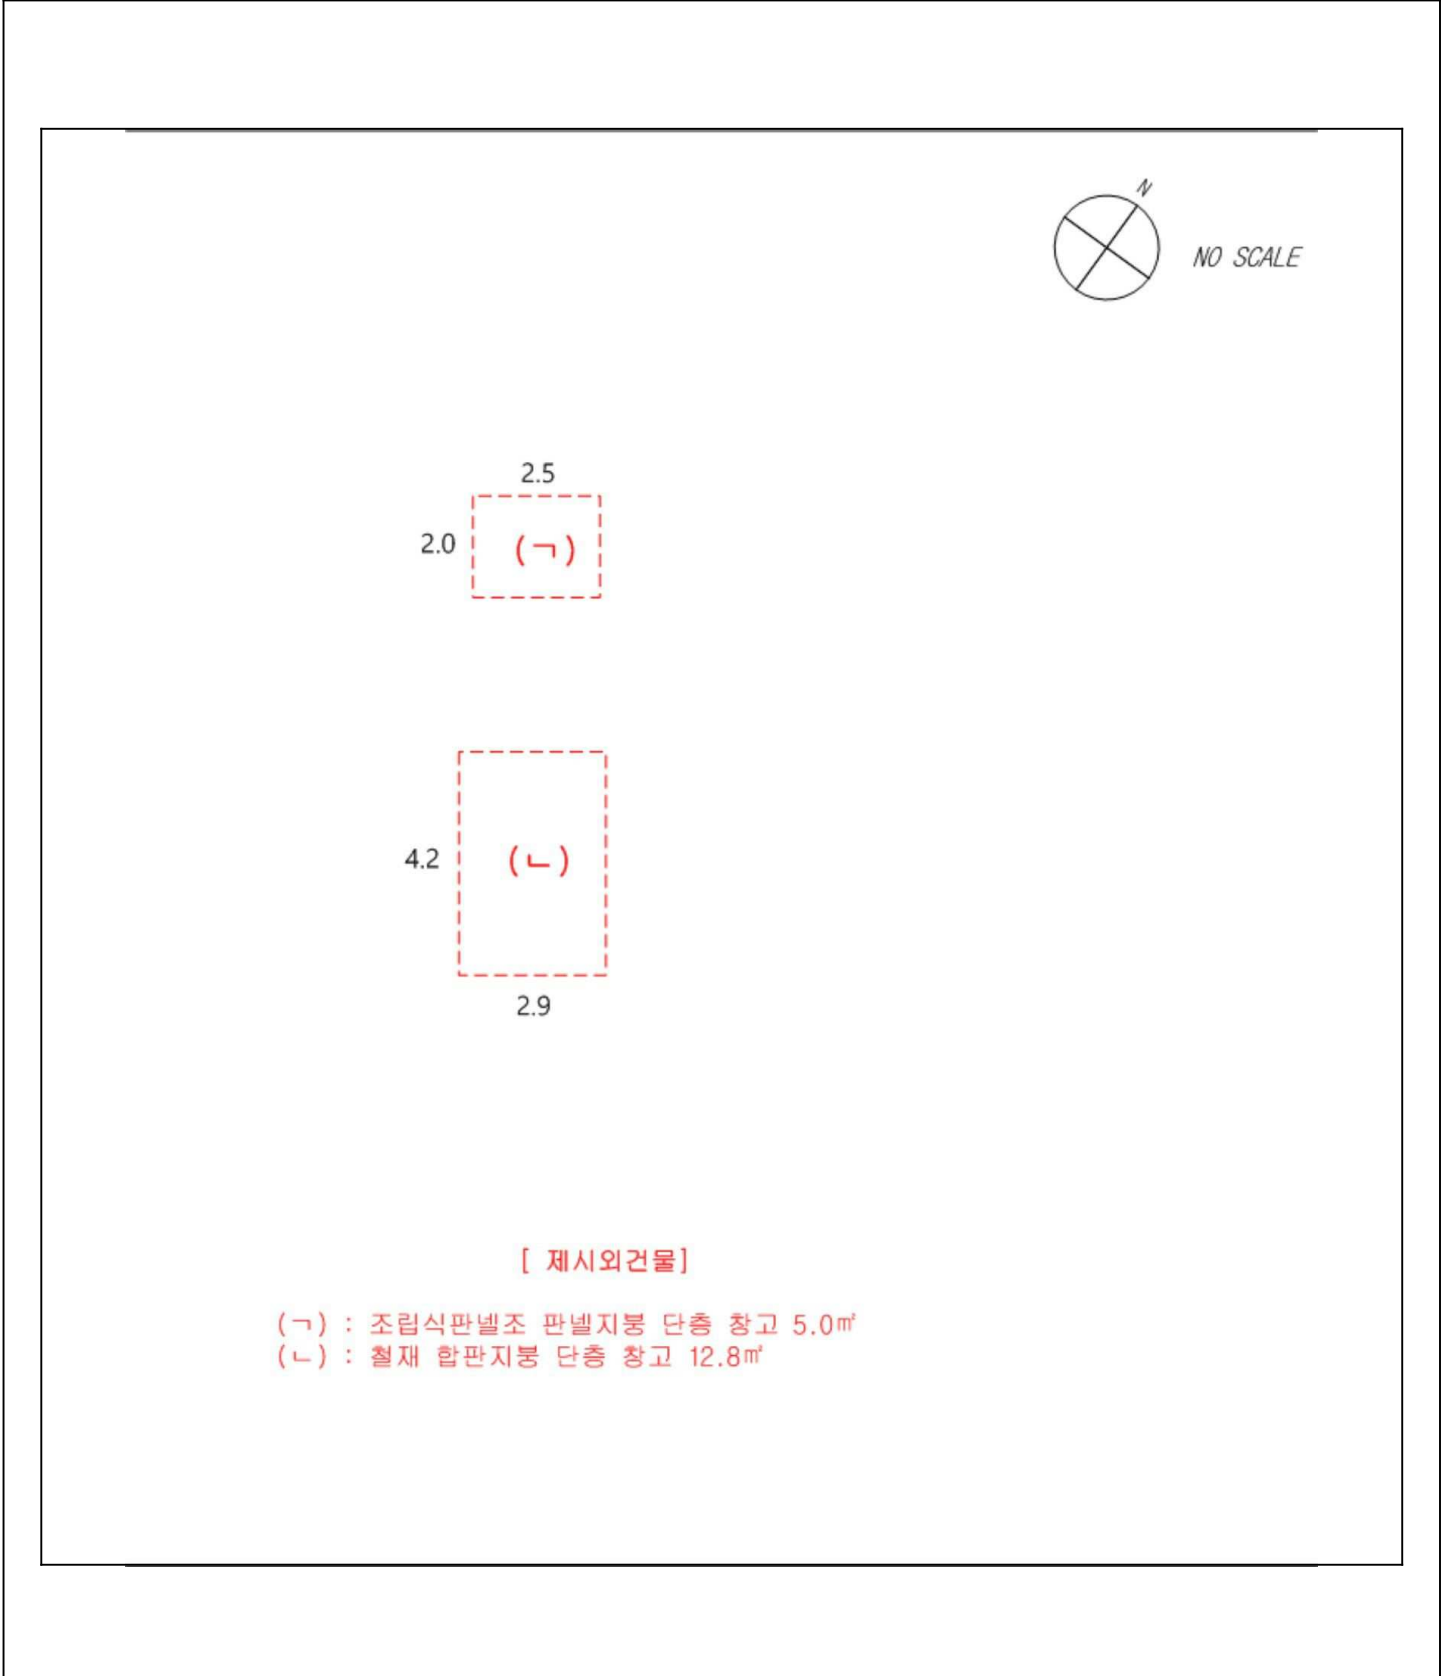 N
NO SCALE
2.5
2.0
(ㄱ)
4.2
(ㄴ)
2.9
[ 제시외건물]
(ㄱ) : 조립식판넬조 판넬지붕 단층 창고 5.0㎡
(ㄴ) : 철재 합판지붕 단층 창고 12.8㎡